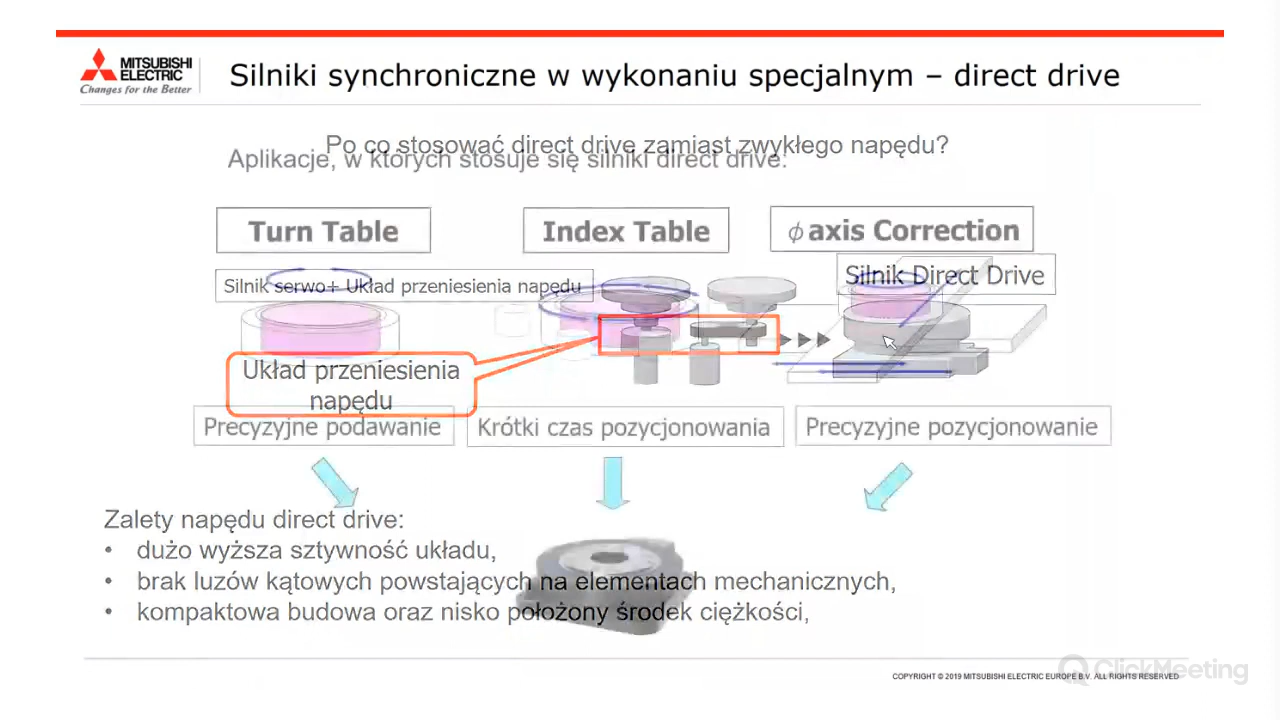 MITSUBISHI
ELECTRIC
Changes for the Better
Silniki synchroniczne w wykonaniu specjalnym – direct drive
Po co stosować direct drive zamiast zwykłego napędu?
Aplikacje, w których stosuje się silniki direct drive:
Turn Table
Index Table
ϕ axis Correction
Silnik serwo+ Układ przeniesienia napędu
Silnik Direct Drive
Układ przeniesienia
napędu
Precyzyjne podawanie
Krótki czas pozycjonowania
Precyzyjne pozycjonowanie
Zalety napędu direct drive:
• dużo wyższa sztywność układu,
• brak luzów kątowych powstających na elementach mechanicznych,
• kompaktowa budowa oraz nisko położony środek ciężkości,
ClickMeeting
COPYRIGHT © 2019 MITSUBISHI ELECTRIC EUROPE B.V. ALL RIGHTS RESERVED